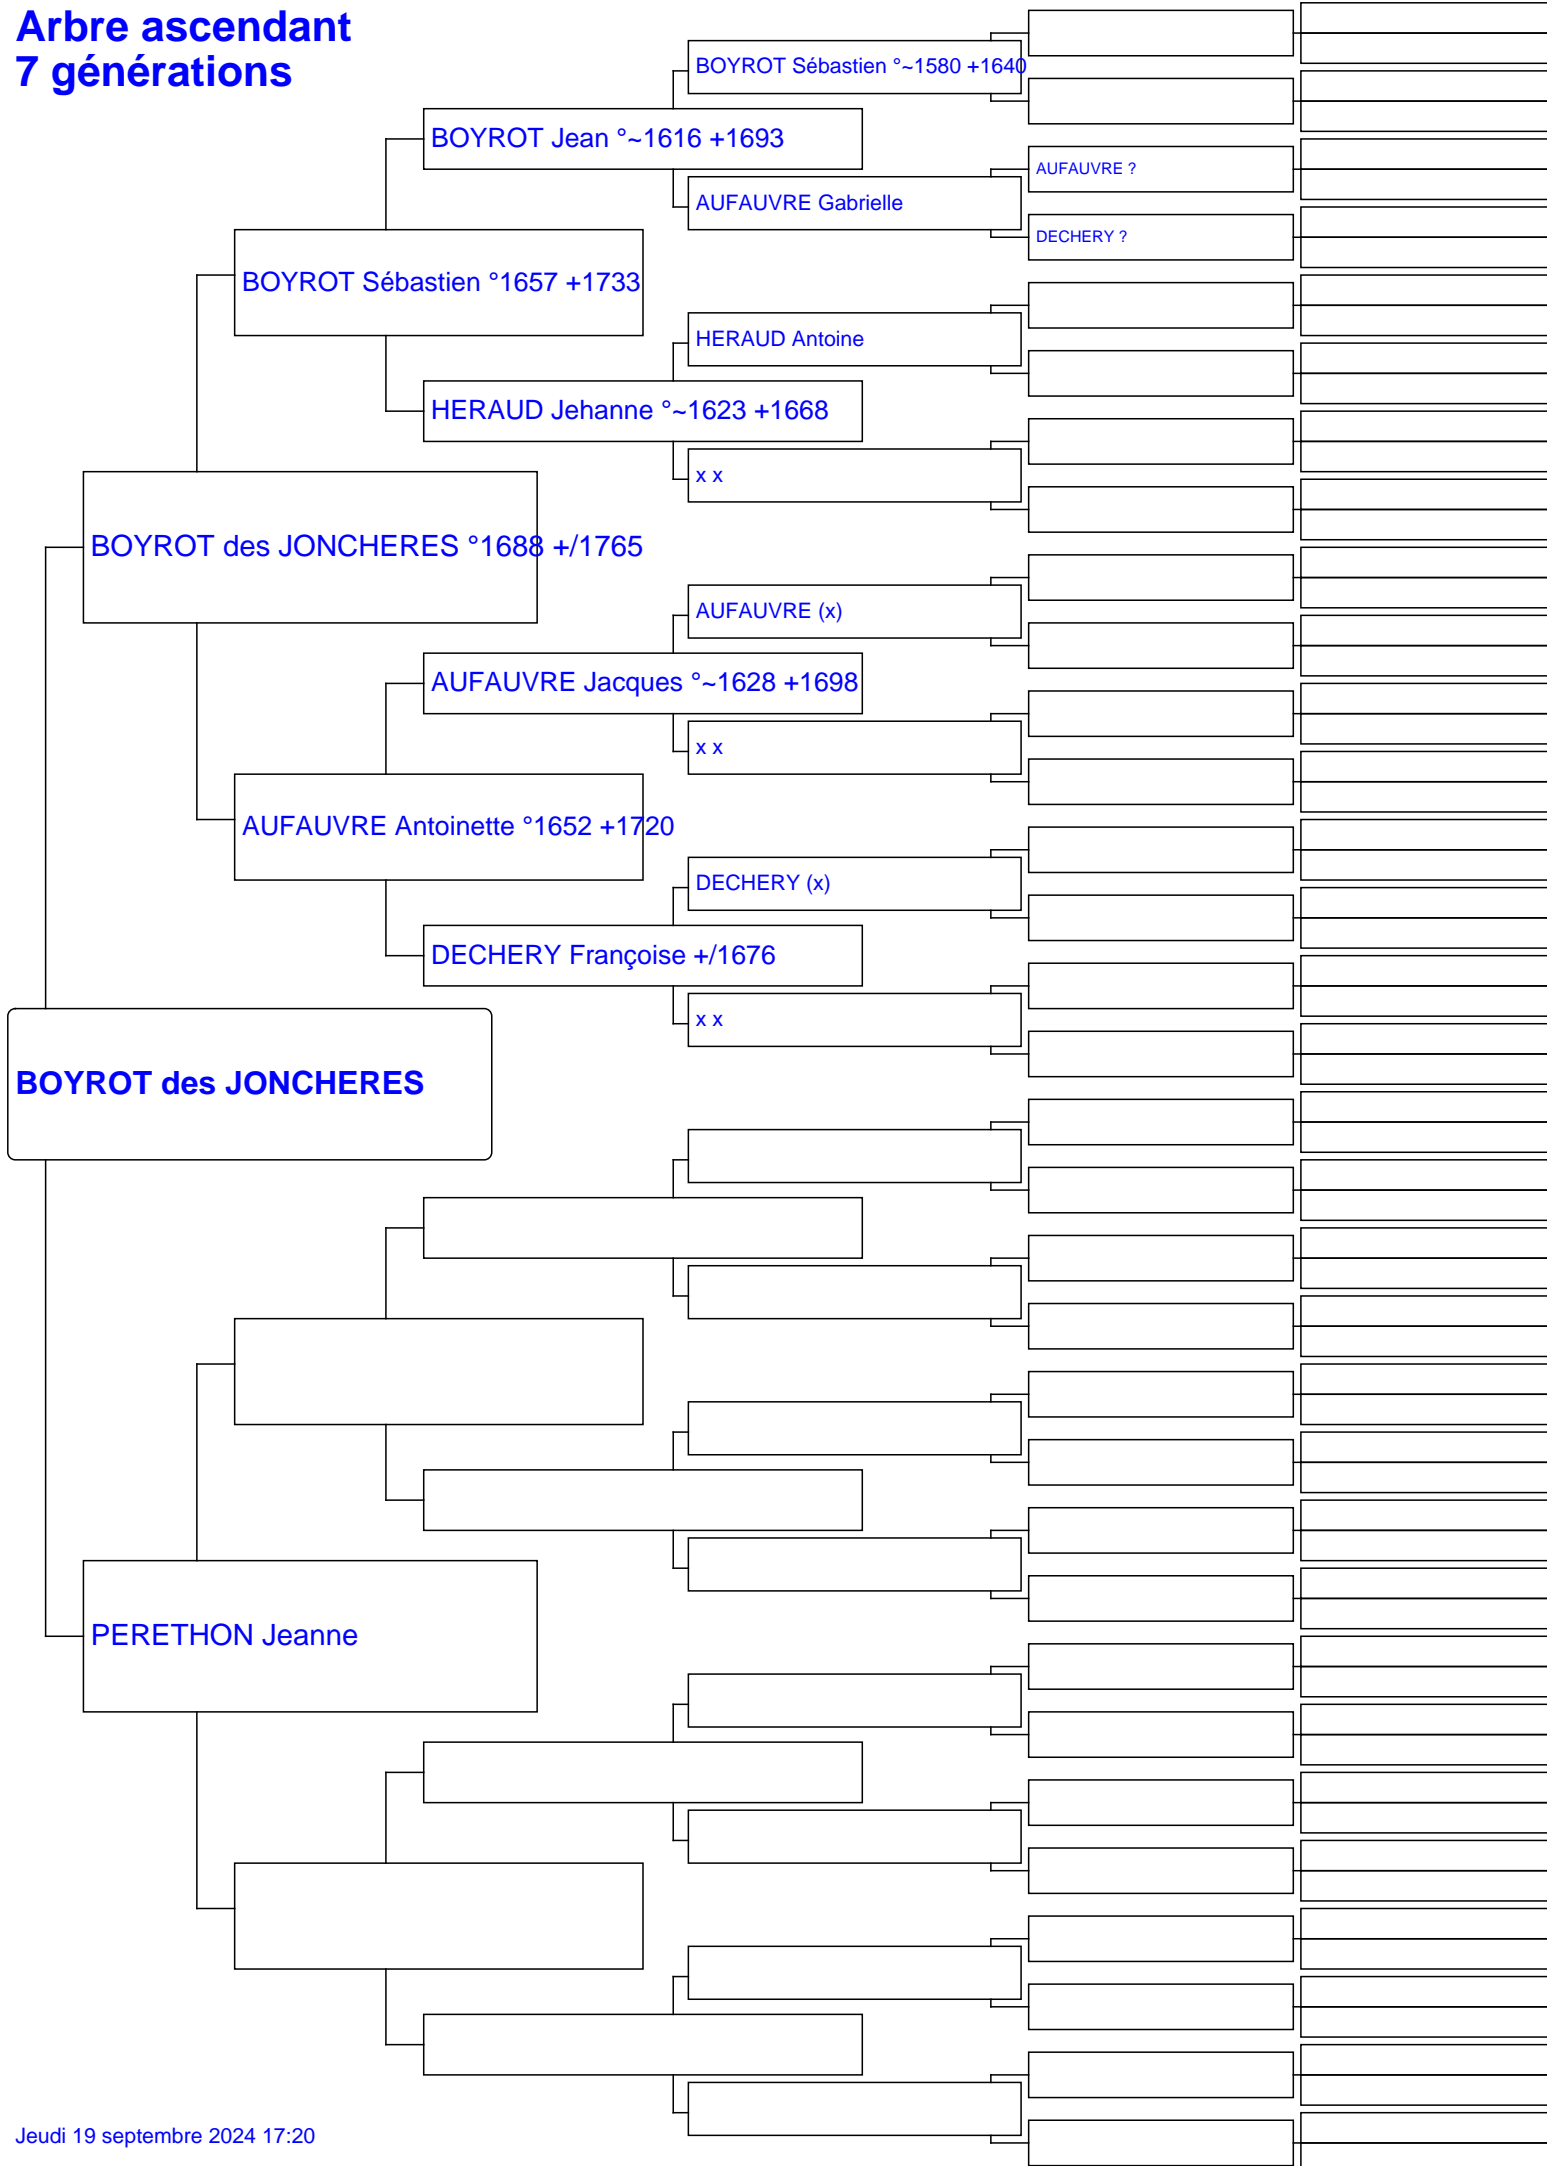 Arbre ascendant
7 générations
BOYROT Sébastien °~1580 +1640
BOYROT Jean °~1616 +1693
AUFAUVRE ?
AUFAUVRE Gabrielle
DECHERY ?
BOYROT Sébastien °1657 +1733
HERAUD Antoine
HERAUD Jehanne °~1623 +1668
x x
BOYROT des JONCHERES °1688 +/1765
AUFAUVRE (x)
AUFAUVRE Jacques °~1628 +1698
x x
AUFAUVRE Antoinette °1652 +1720
DECHERY (x)
DECHERY Françoise +/1676
x x
BOYROT des JONCHERES
PERETHON Jeanne
Jeudi 19 septembre 2024 17:20